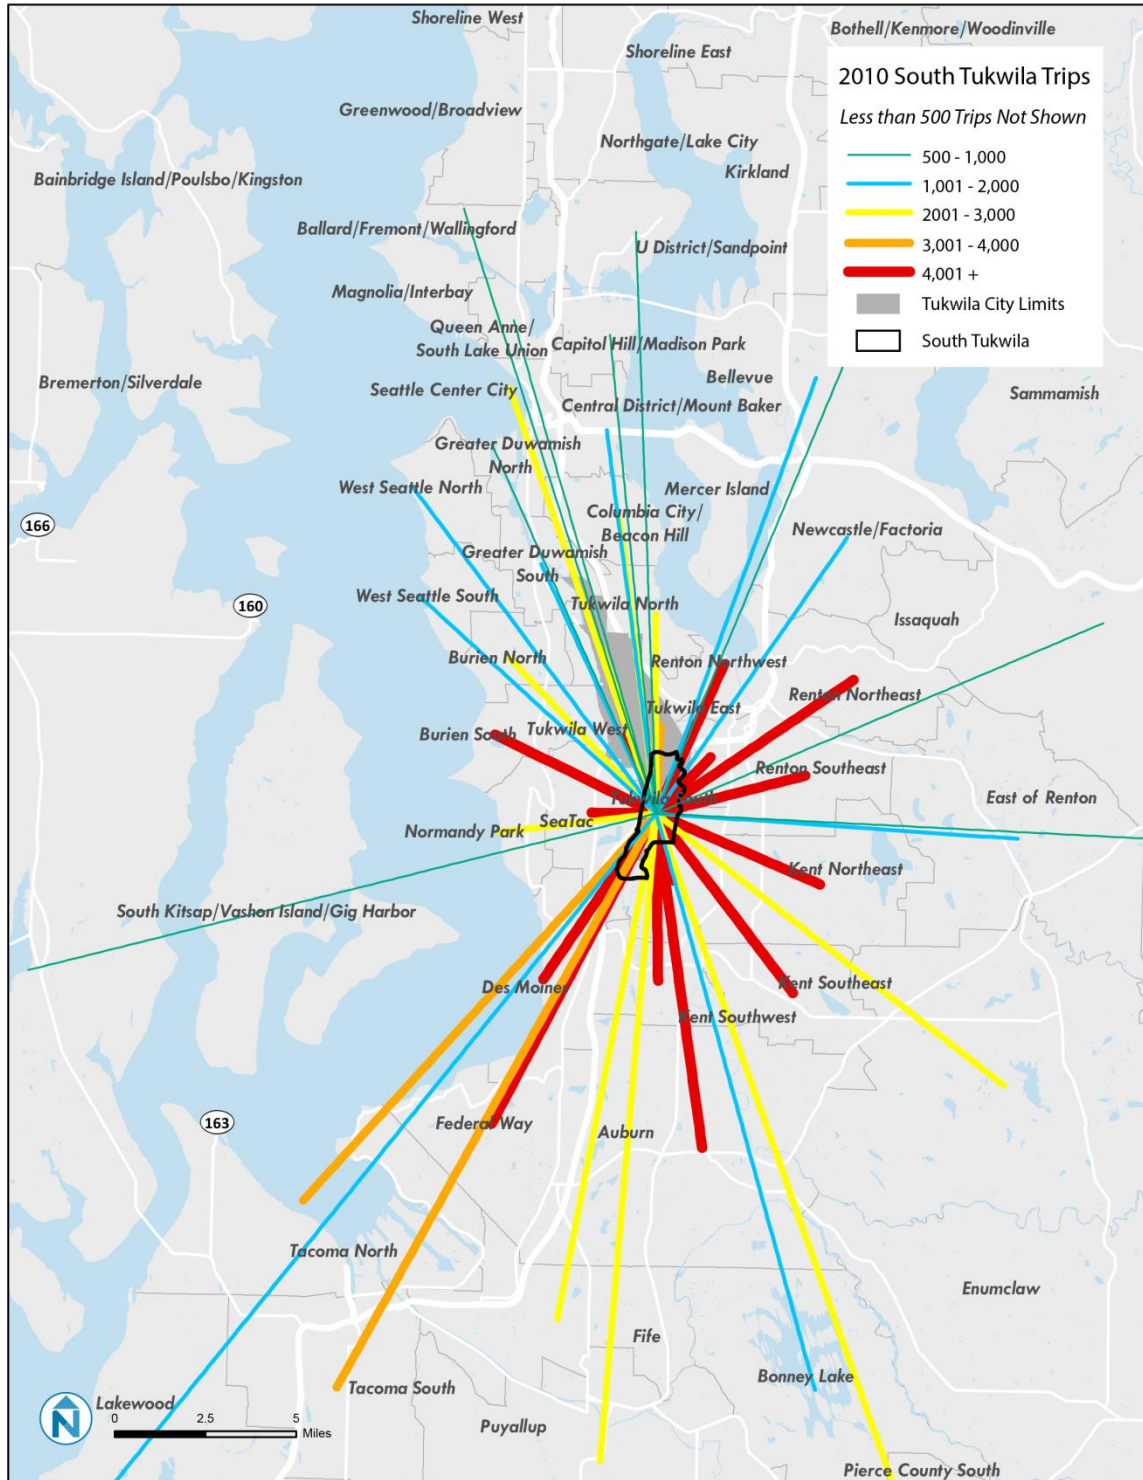 Shoreline West
Bothell/Kenmore/Woodinville
Shoreline East
2010 South Tukwila Trips
Less than 500 Trips Not Shown
500 - 1,000
1,001 - 2,000
2001 - 3,000
3,001 - 4,000
4,001 +
Tukwila City Limits
South Tukwila
Greenwood/Broadview
Northgate/Lake City
Kirkland
Bainbridge Island/Poulsbo/Kingston
Ballard/Fremont/Wallingford
U District/Sandpoint
Magnolia/Interbay
Queen Anne/
South Lake Union
Capitol Hill/Madison Park
Bremerton/Silverdale
Seattle Center City
Bellevue
Sammamish
Central District/Mount Baker
Greater Duwamish
North
West Seattle North
Mercer Island
Columbia City/
Beacon Hill
Newcastle/Factoria
166
Greater Duwamish
South
160
West Seattle South
Tukwila North
Issaquah
Burien North
Renton Northwest
Renton Northeast
Tukwila East
Burien South
Tukwila West
Renton Southeast
Tukwila South
East of Renton
Normandy Park
SeaTac
Kent Northeast
South Kitsap/Vashon Island/Gig Harbor
Des Moines
Kent Southeast
Kent Southwest
163
Federal Way
Auburn
Tacoma North
Enumclaw
Fife
Bonney Lake
Tacoma South
Lakewood
Puyallup
Pierce County South
N
0 2.5 5
Miles